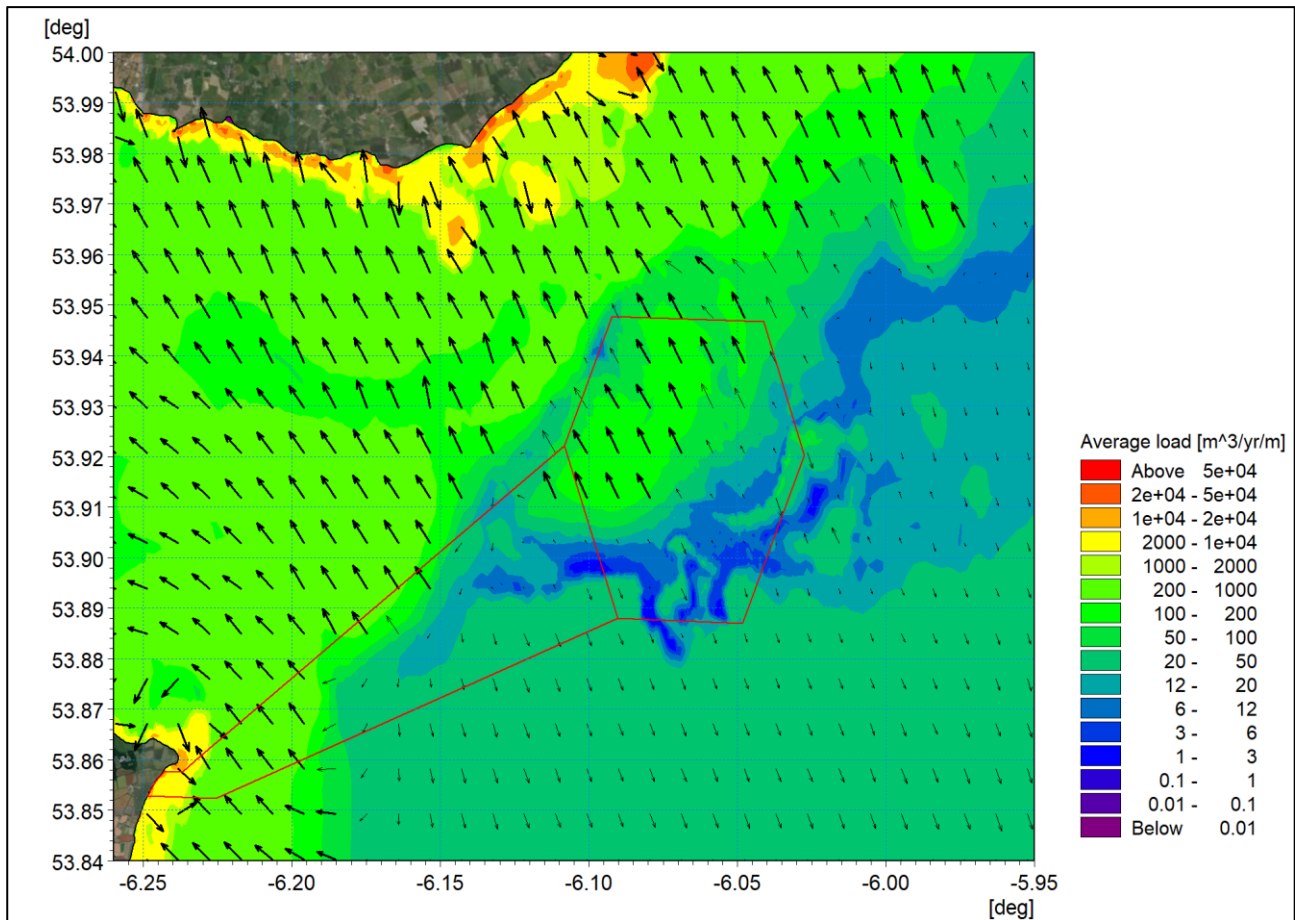 [deg]
54.00
53.99
53.98
53.97
53.96
53.95
53.94
53.93
53.92
53.91
53.90
53.89
53.88
53.87
53.86
53.85
53.84
-6.25 -6.20 -6.15 -6.10 -6.05 -6.00 -5.95
[deg]
Average load [m^3/yr/m]
Above 5e+04
2e+04 - 5e+04
1e+04 - 2e+04
2000 - 1e+04
1000 - 2000
200 - 1000
100 - 200
50 - 100
20 - 50
12 - 20
6 - 12
3 - 6
1 - 3
0.1 - 1
0.01 - 0.1
Below 0.01